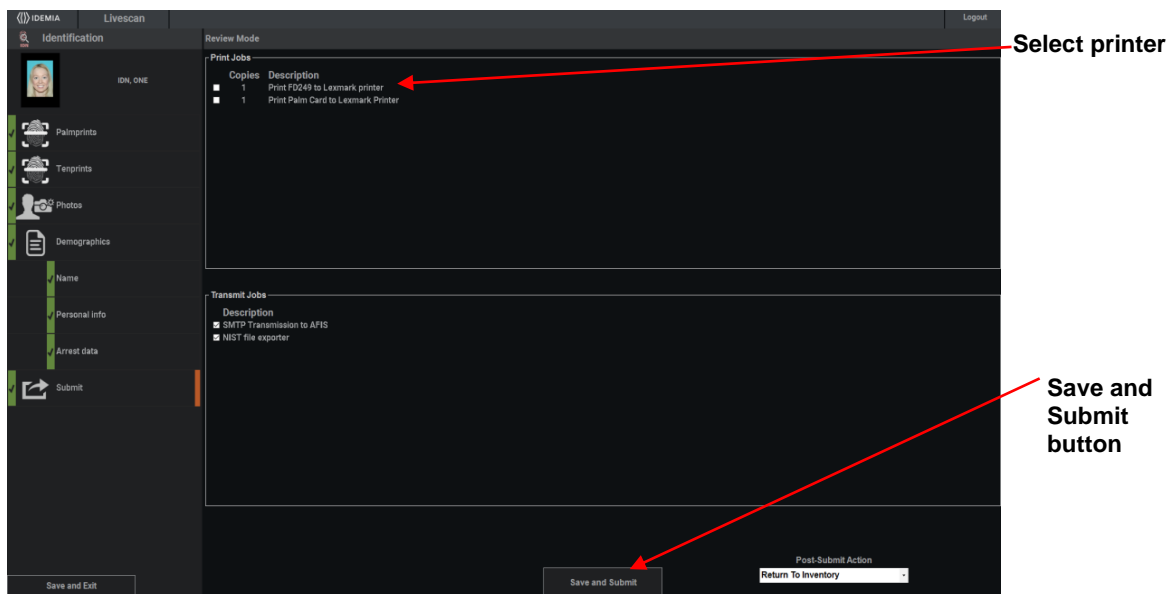 IDEMIA Livescan Logout
Identification
Review Mode
Select printer
Print Jobs
IDN, ONE
Copies Description
1 Print FD249 to Lexmark printer
1 Print Palm Card to Lexmark Printer
Palmprints
Tenprints
Photos
Demographics
Name
Personal info
Arrest data
Submit
Transmit Jobs
Description
SMTP Transmission to AFIS
NIST file exporter
Save and
Submit
button
Post-Submit Action
Return To Inventory
Save and Submit
Save and Exit